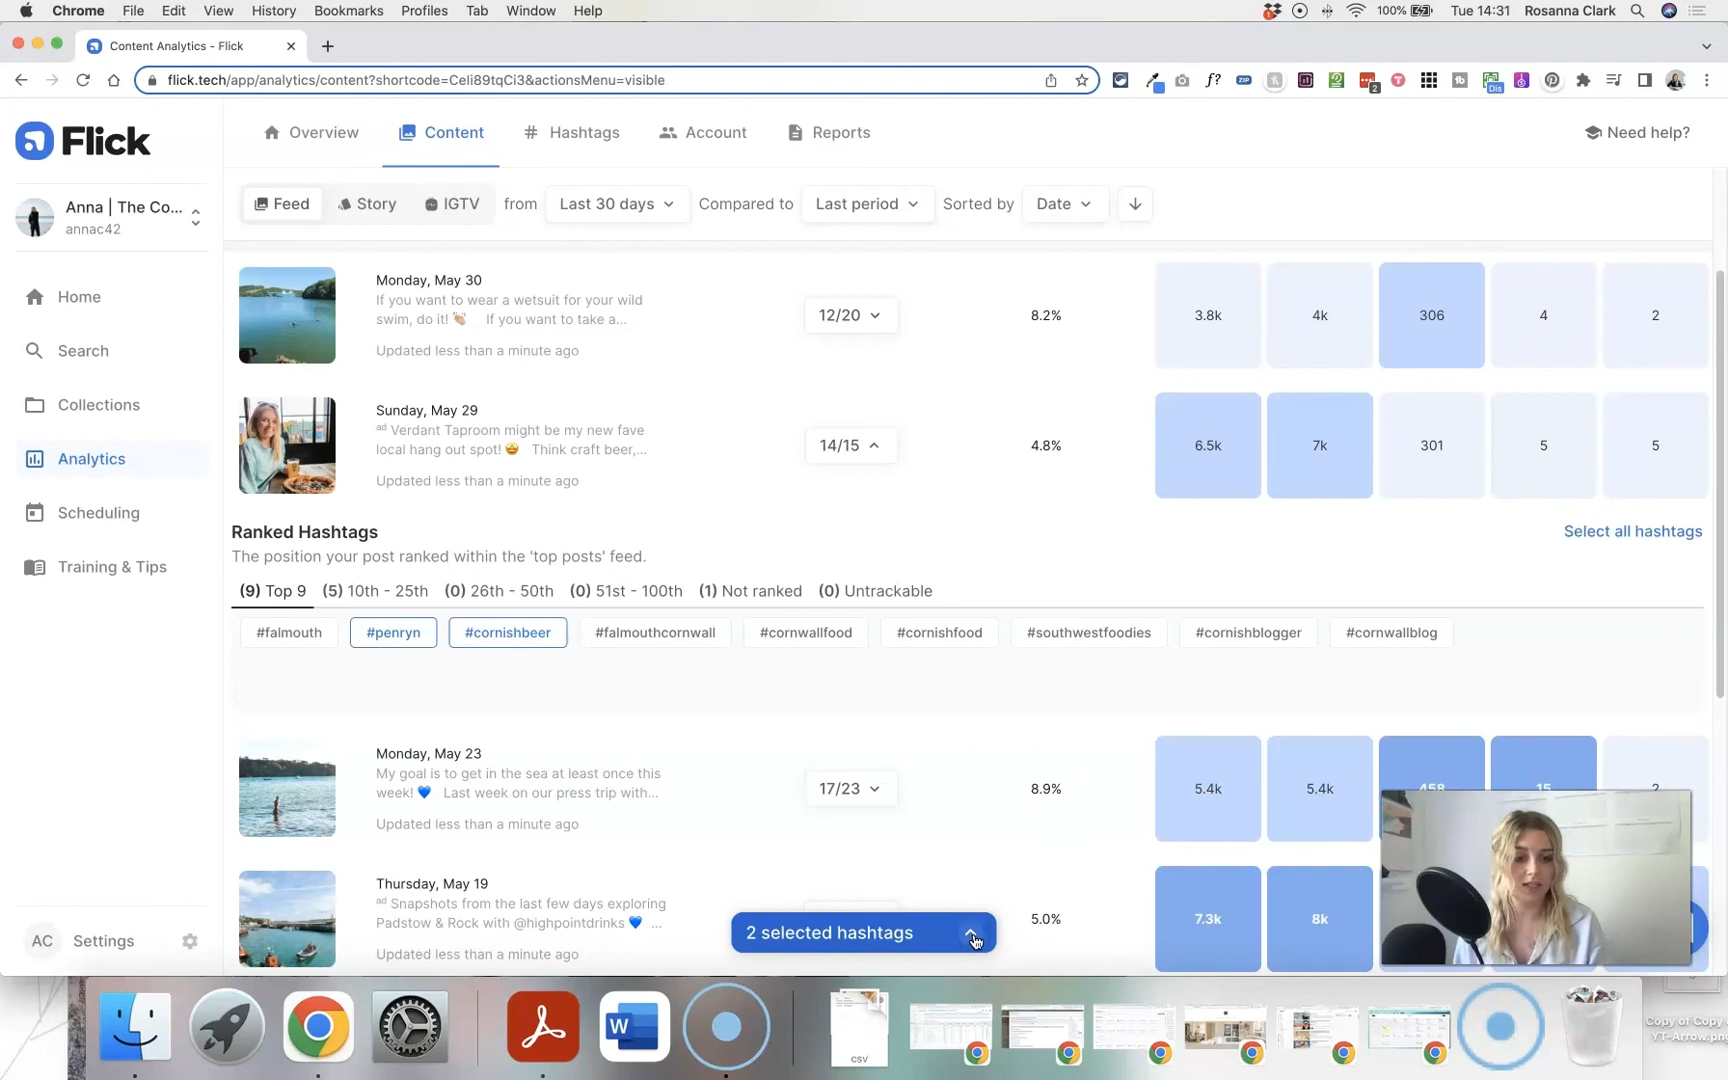 Chrome File Edit View History Bookmarks Profiles Tab Window Help 100% Tue 14:31 Rosanna Clark
Content Analytics - Flick
flick.tech/app/analytics/content?shortcode=Celi89tqCi3&actionsMenu=visible
Flick
Overview Content Hashtags Account Reports Need help?
Anna | The Co...
annac42
Feed Story IGTV from Last 30 days Compared to Last period Sorted by Date
Home
Search
Collections
Analytics
Scheduling
Training & Tips
AC Settings
Monday, May 30
If you want to wear a wetsuit for your wild
swim, do it! 👏🏼 If you want to take a...
Updated less than a minute ago
12/20 8.2% 3.8k 4k 306 4 2
Sunday, May 29
ad Verdant Taproom might be my new fave
local hang out spot! 🤩 Think craft beer,...
Updated less than a minute ago
14/15 4.8% 6.5k 7k 301 5 5
Ranked Hashtags Select all hashtags
The position your post ranked within the 'top posts' feed.
(9) Top 9 (5) 10th - 25th (0) 26th - 50th (0) 51st - 100th (1) Not ranked (0) Untrackable
#falmouth #penryn #cornishbeer #falmouthcornwall #cornwallfood #cornishfood #southwestfoodies #cornishblogger #cornwallblog
Monday, May 23
My goal is to get in the sea at least once this
week! 💙 Last week on our press trip with...
Updated less than a minute ago
17/23 8.9% 5.4k 5.4k 458 15 2
Thursday, May 19
ad Snapshots from the last few days exploring
Padstow & Rock with @highpointdrinks 💙 ...
Updated less than a minute ago
5.0% 7.3k 8k
2 selected hashtags
CSV
Copy of Copy
YT-Arrow.png